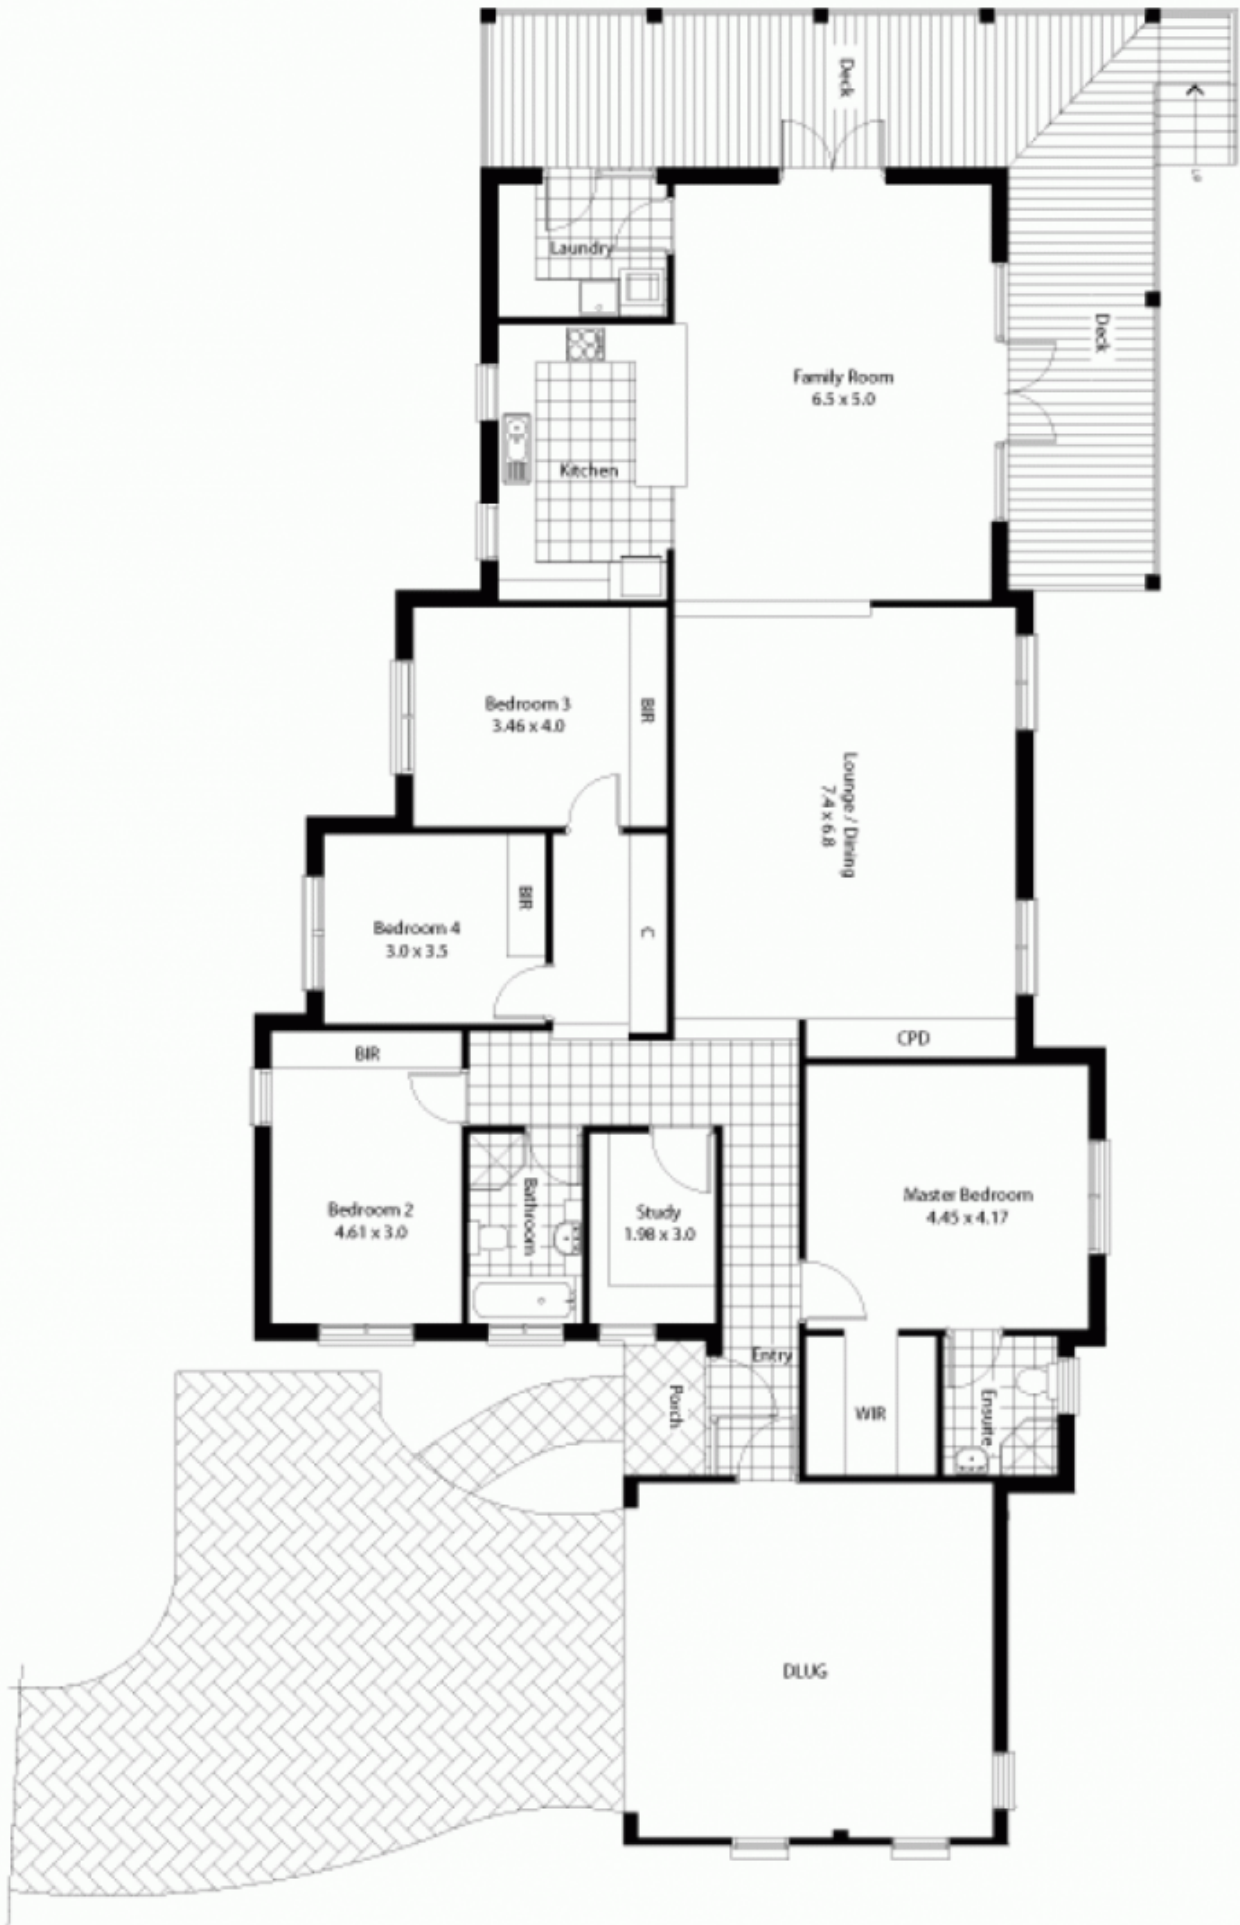 Deck
Laundry
Deck
Family Room
6.5 x 5.0
Kitchen
Bedroom 3
3.46 x 4.0
BIR
Lounge / Dining
7.4 x 6.8
BIR
Bedroom 4
3.0 x 3.5
C
CPD
BIR
Bedroom 2
4.61 x 3.0
Bathroom
Study
1.98 x 3.0
Master Bedroom
4.45 x 4.17
Entry
Porch
WIR
Ensuite
DLUG